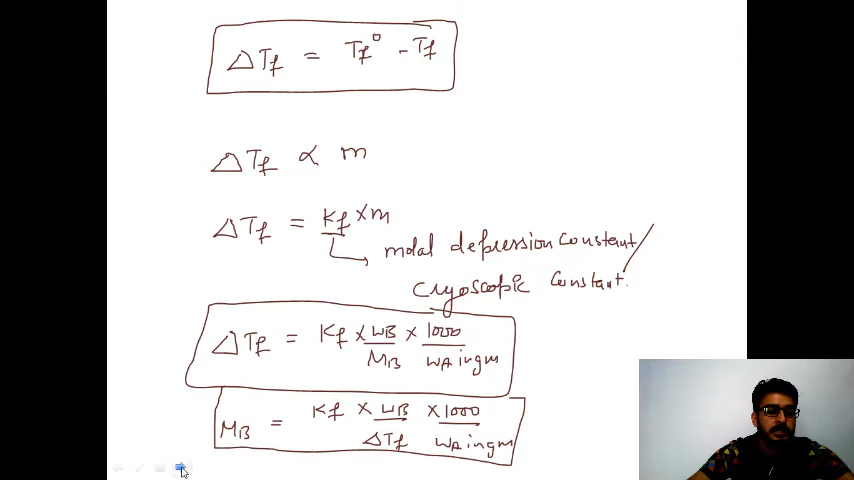 ΔTf = Tf° - Tf
ΔTf ∝ m
ΔTf = Kf × m
molal depression constant/
cryoscopic constant.
ΔTf = Kf × WB/MB × 1000/WA in gm
MB = Kf × WB/ΔTf × 1000/WA in gm